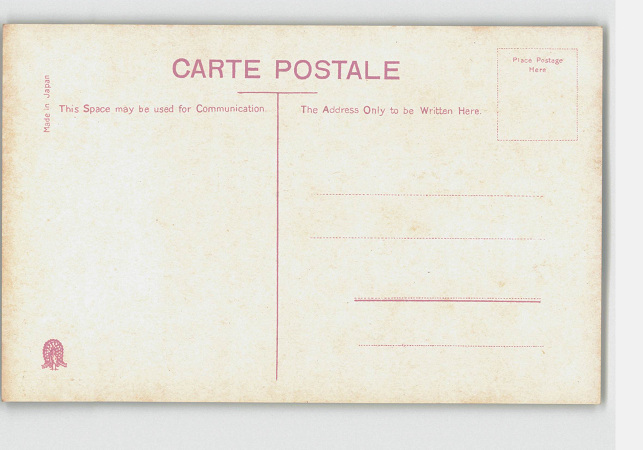 CARTE POSTALE
Place Postage
Here
Made in Japan
This Space may be used for Communication.
The Address Only to be Written Here.